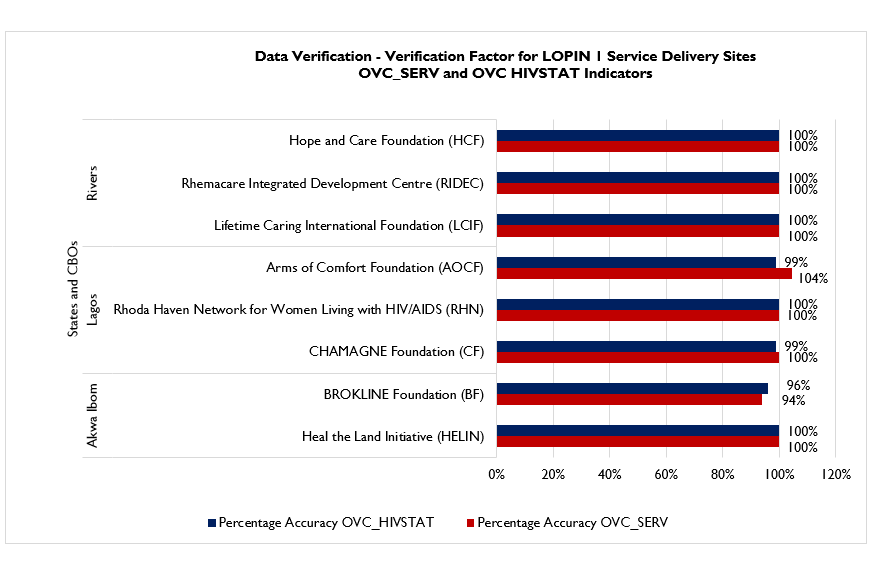 Data Verification - Verification Factor for LOPIN 1 Service Delivery Sites
OVC_SERV and OVC HIVSTAT Indicators
States and CBOs
Rivers
Hope and Care Foundation (HCF)
100%
100%
Rhemacare Integrated Development Centre (RIDEC)
100%
100%
Lifetime Caring International Foundation (LCIF)
100%
100%
Lagos
Arms of Comfort Foundation (AOCF)
99%
104%
Rhoda Haven Network for Women Living with HIV/AIDS (RHN)
100%
100%
CHAMAGNE Foundation (CF)
99%
100%
Akwa Ibom
BROKLINE Foundation (BF)
96%
94%
Heal the Land Initiative (HELIN)
100%
100%
0% 20% 40% 60% 80% 100% 120%
Percentage Accuracy OVC_HIVSTAT Percentage Accuracy OVC_SERV